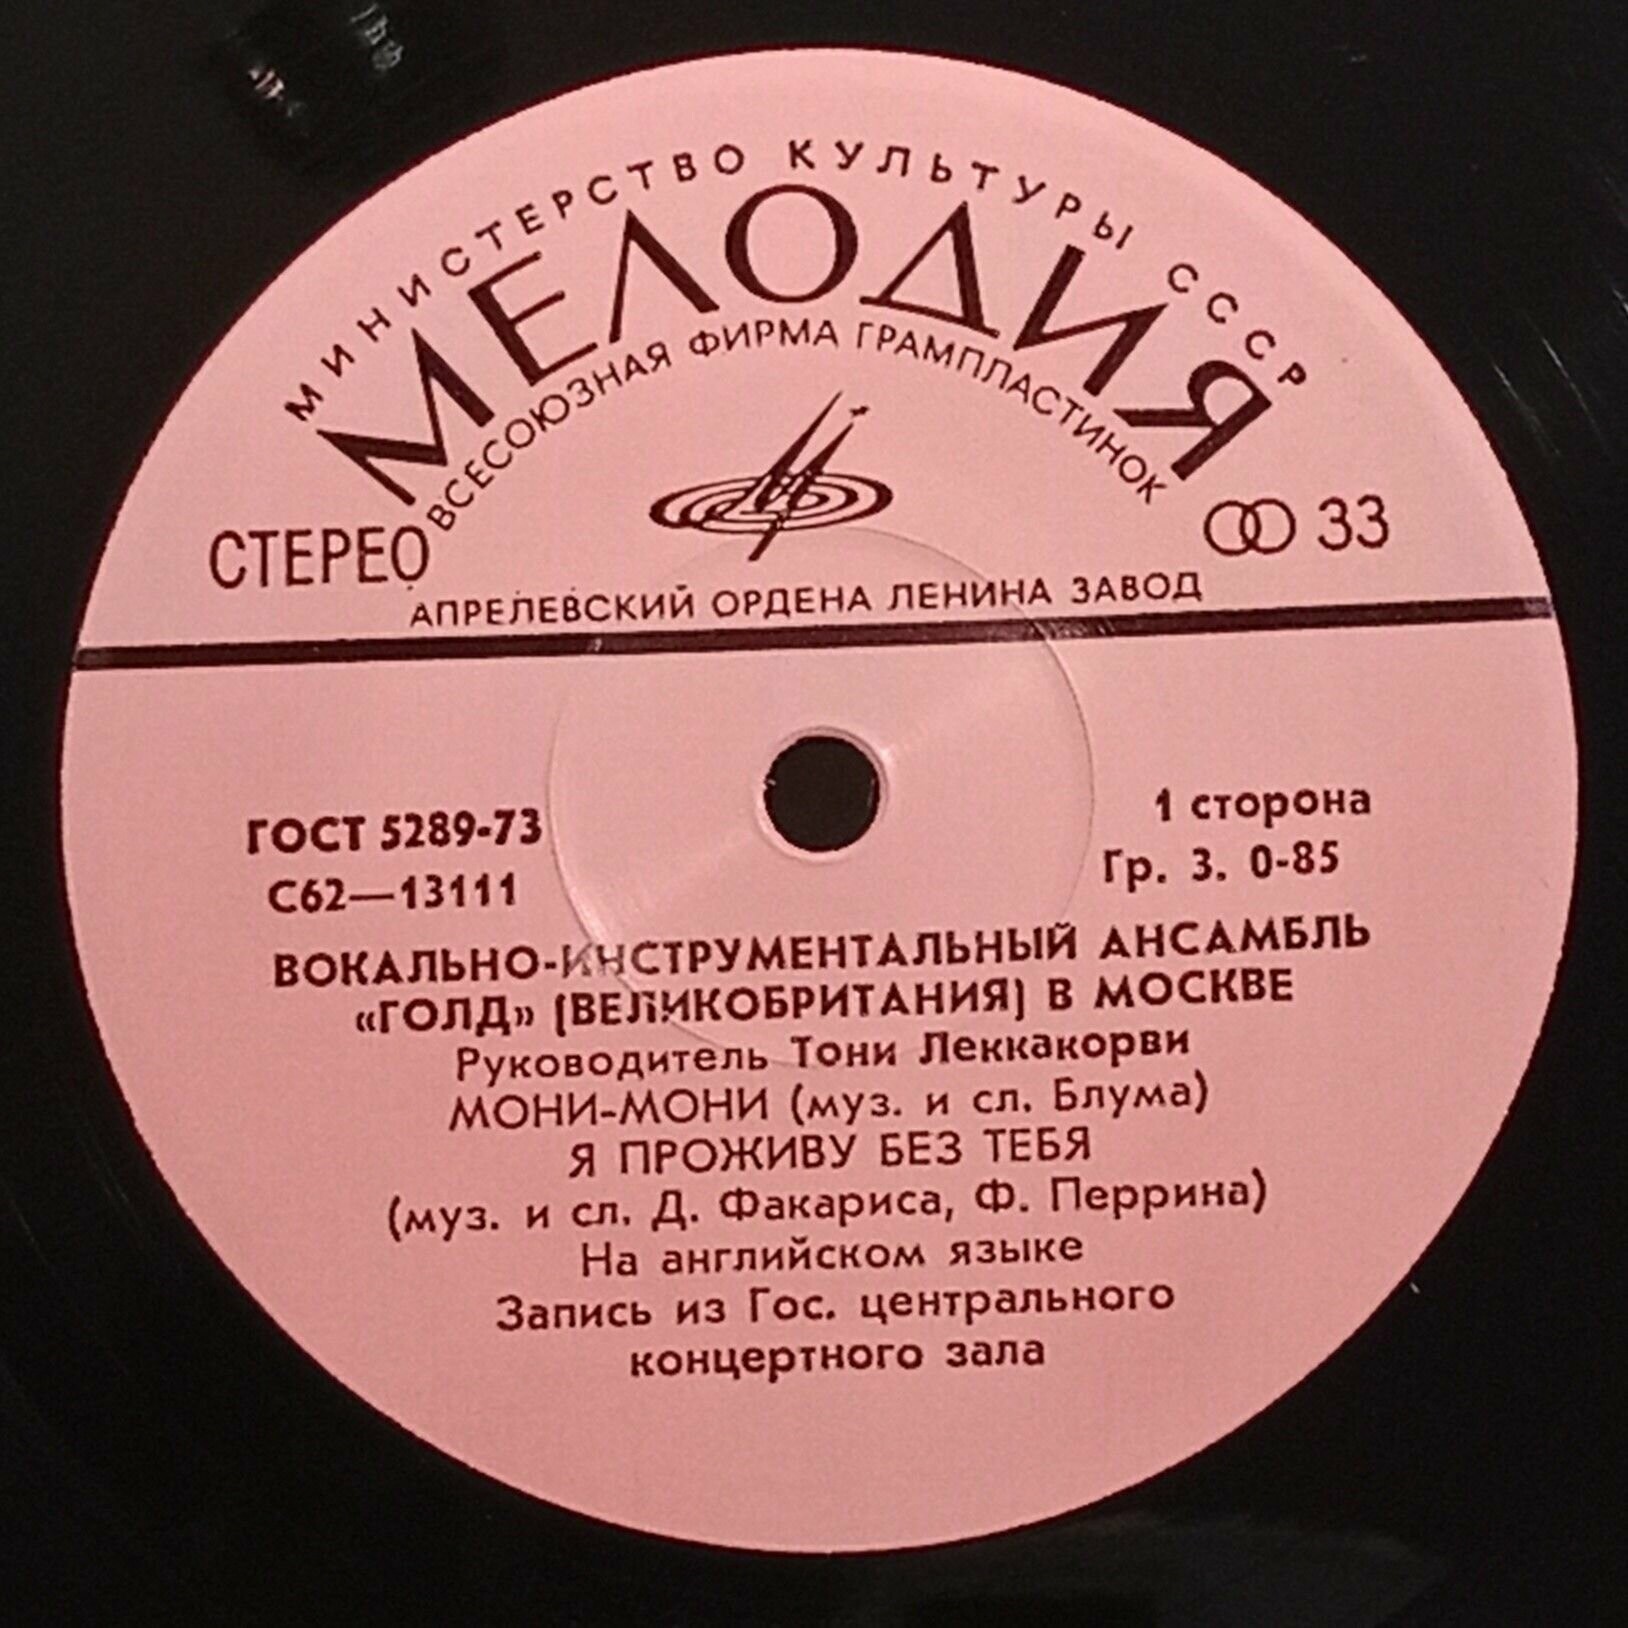 МИНИСТЕРСТВО КУЛЬТУРЫ СССР
МЕЛОДИЯ
ВСЕСОЮЗНАЯ ФИРМА ГРАМПЛАСТИНОК
СТЕРЕО
33
АПРЕЛЕВСКИЙ ОРДЕНА ЛЕНИНА ЗАВОД
ГОСТ 5289-73
1 сторона
С62—13111
Гр. 3. 0-85
ВОКАЛЬНО-ИНСТРУМЕНТАЛЬНЫЙ АНСАМБЛЬ
«ГОЛД» (ВЕЛИКОБРИТАНИЯ) В МОСКВЕ
Руководитель Тони Леккакорви
МОНИ-МОНИ (муз. и сл. Блума)
Я ПРОЖИВУ БЕЗ ТЕБЯ
(муз. и сл. Д. Факариса, Ф. Перрина)
На английском языке
Запись из Гос. центрального
концертного зала